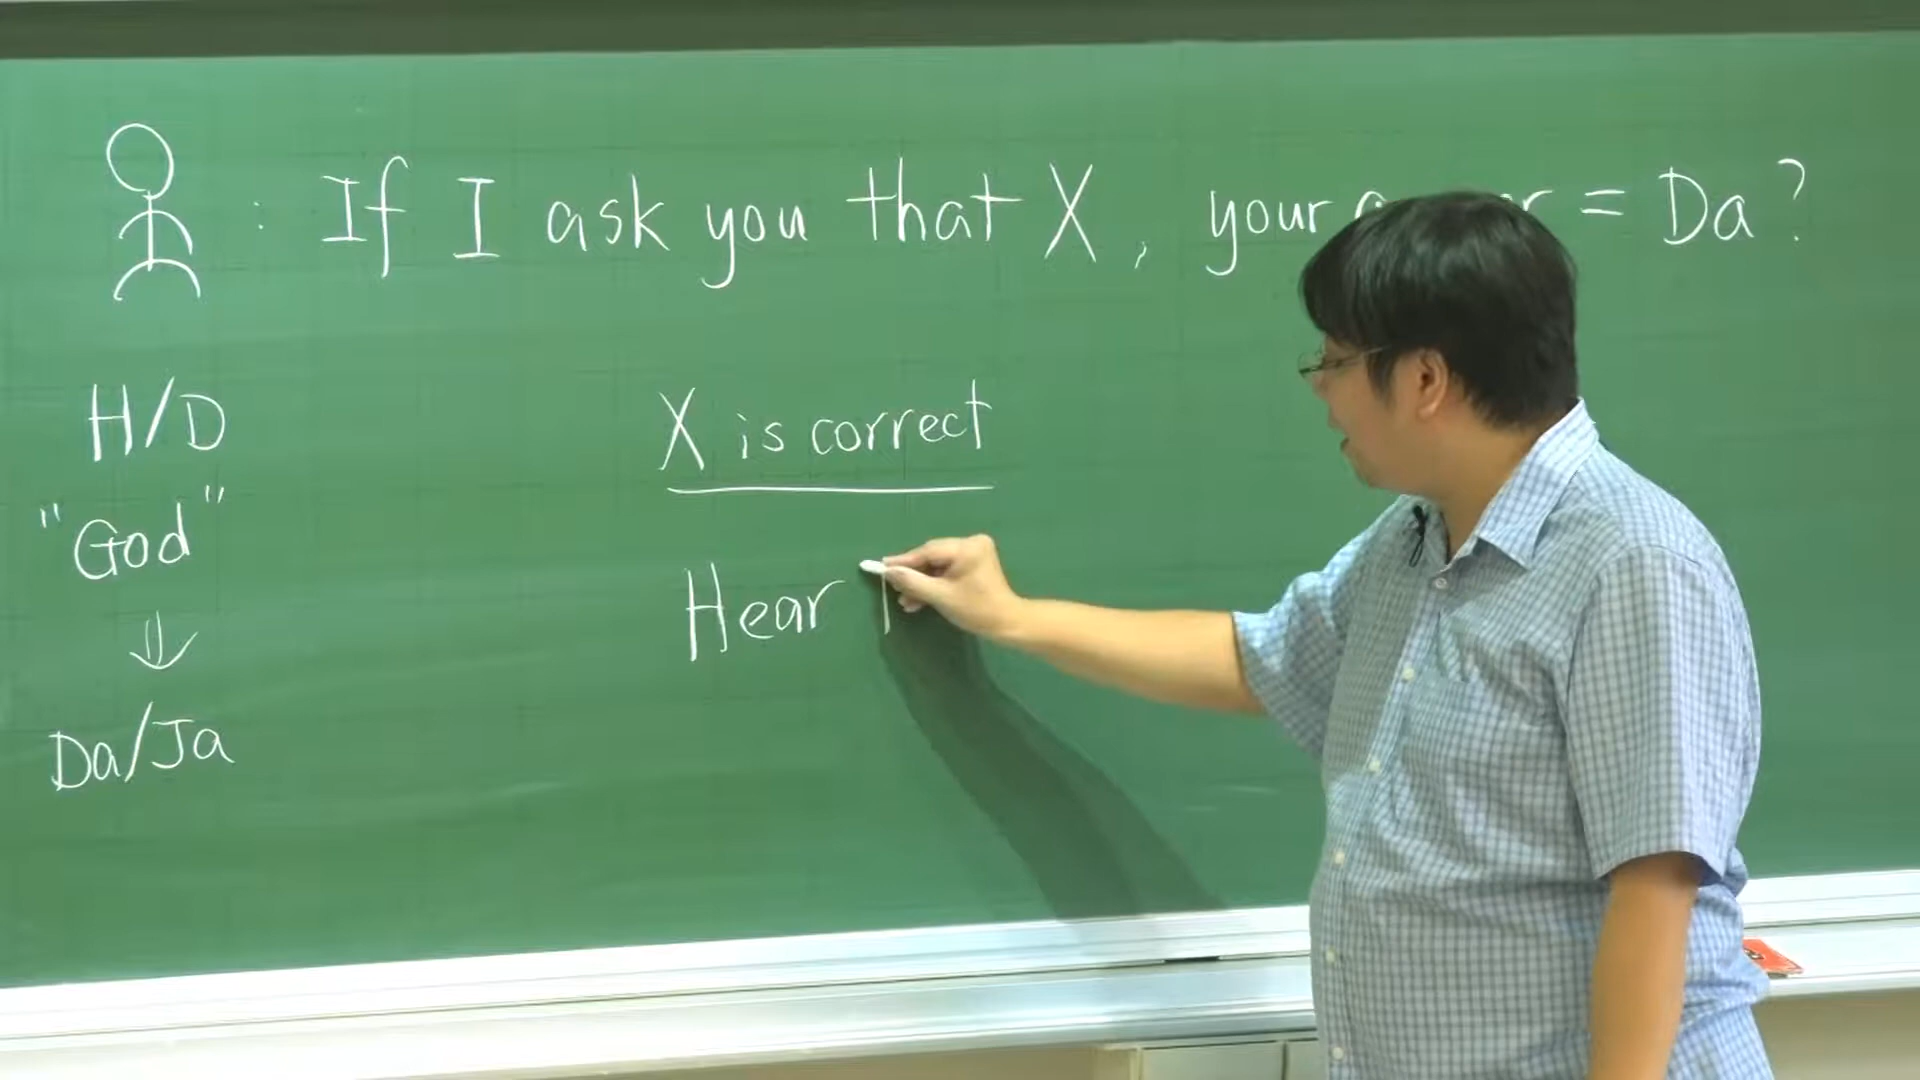 : If I ask you that X, your = Da?
H/D
"God"
⇓
Da/Ja
X is correct
Hear